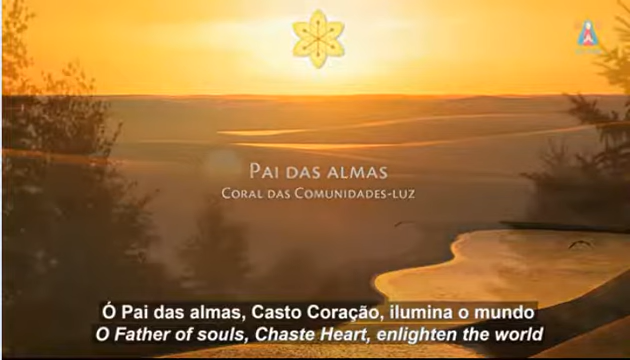 PAI DAS ALMAS
CORAL DAS COMUNIDADES-LUZ
Ó Pai das almas, Casto Coração, ilumina o mundo
O Father of souls, Chaste Heart, enlighten the world